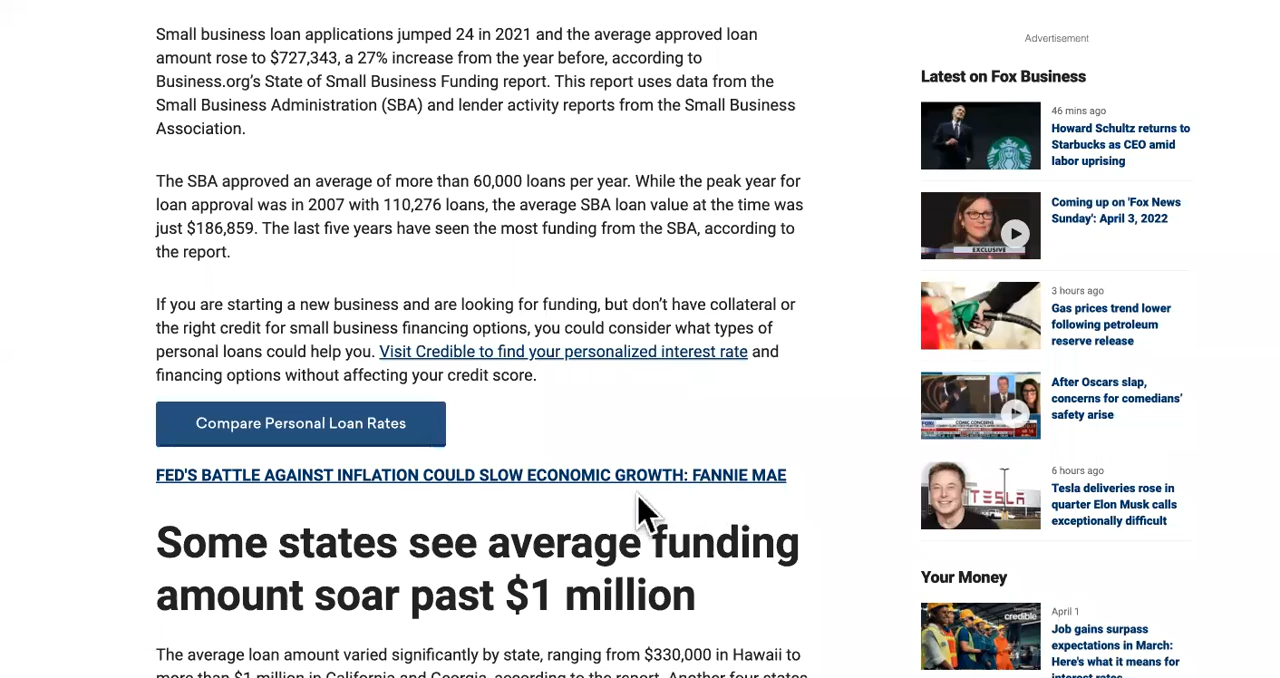 Small business loan applications jumped 24 in 2021 and the average approved loan
amount rose to $727,343, a 27% increase from the year before, according to
Business.org’s State of Small Business Funding report. This report uses data from the
Small Business Administration (SBA) and lender activity reports from the Small Business
Association.
The SBA approved an average of more than 60,000 loans per year. While the peak year for
loan approval was in 2007 with 110,276 loans, the average SBA loan value at the time was
just $186,859. The last five years have seen the most funding from the SBA, according to
the report.
If you are starting a new business and are looking for funding, but don’t have collateral or
the right credit for small business financing options, you could consider what types of
personal loans could help you. Visit Credible to find your personalized interest rate and
financing options without affecting your credit score.
Compare Personal Loan Rates
FED'S BATTLE AGAINST INFLATION COULD SLOW ECONOMIC GROWTH: FANNIE MAE
Some states see average funding
amount soar past $1 million
The average loan amount varied significantly by state, ranging from $330,000 in Hawaii to
more than $1 million in California and Georgia, according to the report. Another four states
Advertisement
Latest on Fox Business
46 mins ago
Howard Schultz returns to
Starbucks as CEO amid
labor uprising
EXCLUSIVE
Coming up on 'Fox News
Sunday': April 3, 2022
3 hours ago
Gas prices trend lower
following petroleum
reserve release
COMIC CONCERNS
After Oscars slap,
concerns for comedians’
safety arise
TESLA
6 hours ago
Tesla deliveries rose in
quarter Elon Musk calls
exceptionally difficult
Your Money
credible
April 1
Job gains surpass
expectations in March:
Here's what it means for
interest rates